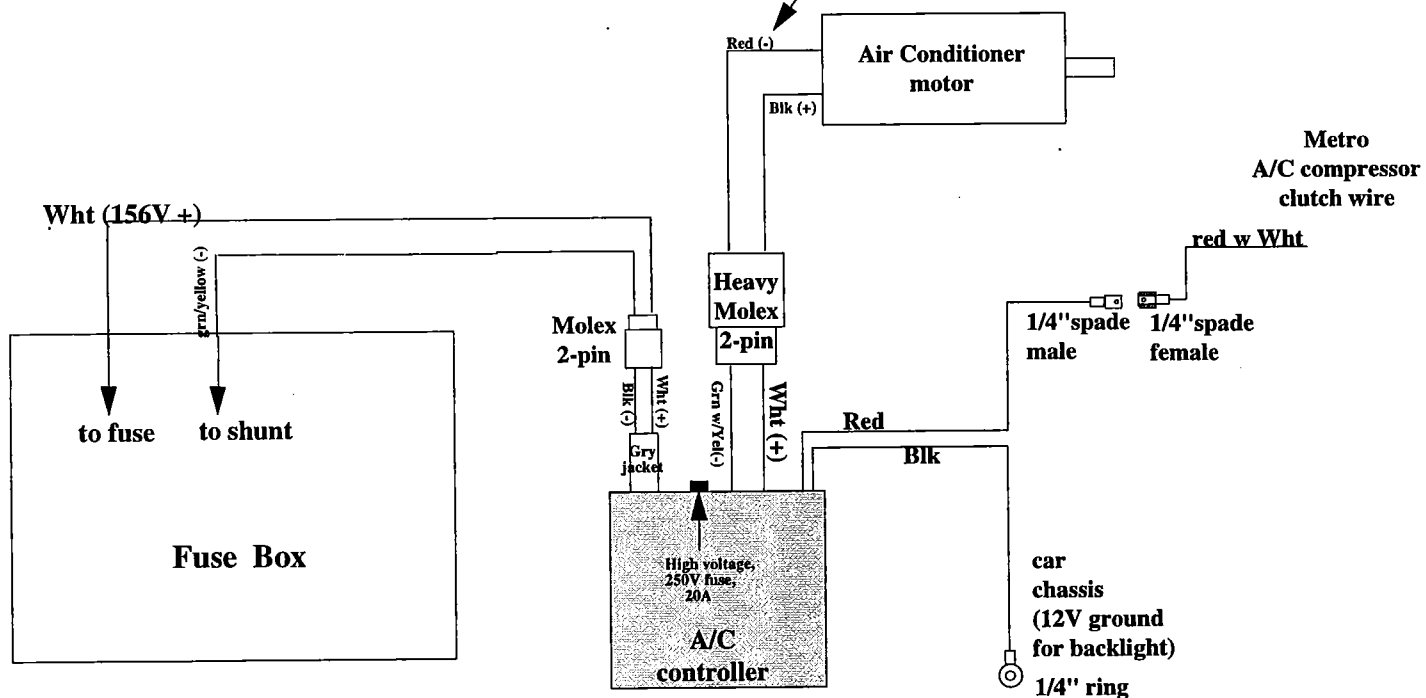 Red (-)
Air Conditioner
motor
Blk (+)
Metro
A/C compressor
clutch wire
Wht (156V +)
red w Wht
grn/yellow (-)
Heavy
Molex
2-pin
Molex
2-pin
1/4"spade
male
1/4"spade
female
Blk (-)
Wht (+)
Grn w/Yel(-)
Wht (+)
to fuse
to shunt
Red
Blk
Gry
jacket
Fuse Box
High voltage,
250V fuse,
20A
A/C
controller
car
chassis
(12V ground
for backlight)
1/4" ring